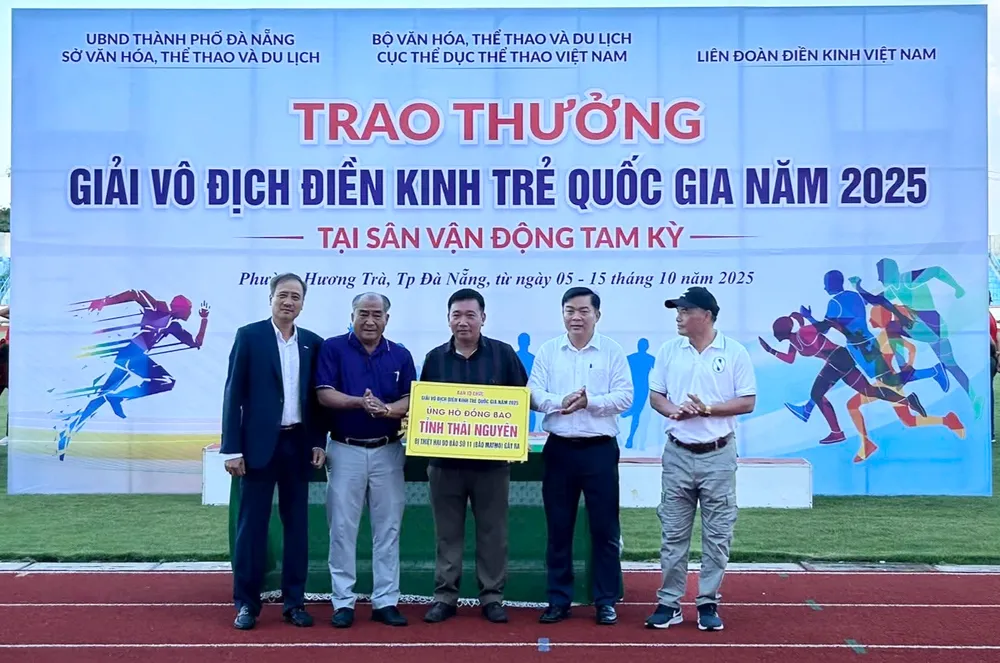 UBND THÀNH PHỐ ĐÀ NẴNG
SỞ VĂN HÓA, THỂ THAO VÀ DU LỊCH
BỘ VĂN HÓA, THỂ THAO VÀ DU LỊCH
CỤC THỂ DỤC THỂ THAO VIỆT NAM
LIÊN ĐOÀN ĐIỀN KINH VIỆT NAM
TRAO THƯỞNG
GIẢI VÔ ĐỊCH ĐIỀN KINH TRẺ QUỐC GIA NĂM 2025
TẠI SÂN VẬN ĐỘNG TAM KỲ
Hương Trà, Tp Đà Nẵng, từ ngày 05 - 15 tháng 10 năm 2025
BAN TỔ CHỨC
GIẢI VÔ ĐỊCH ĐIỀN KINH TRẺ QUỐC GIA NĂM 2025
ỦNG HỘ ĐỒNG BÀO
TỈNH THÁI NGUYÊN
BỊ THIỆT HẠI DO BÃO SỐ 11 (BÃO MATMO) GÂY RA